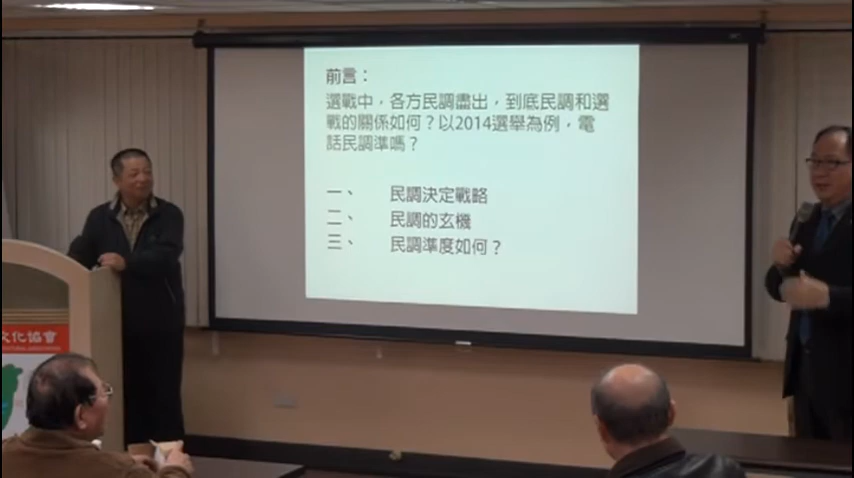 前言：
選戰中，各方民調盡出，到底民調和選
戰的關係如何？以2014選舉為例，電
話民調準嗎？
一、 民調決定戰略
二、 民調的玄機
三、 民調準度如何？
文化協會